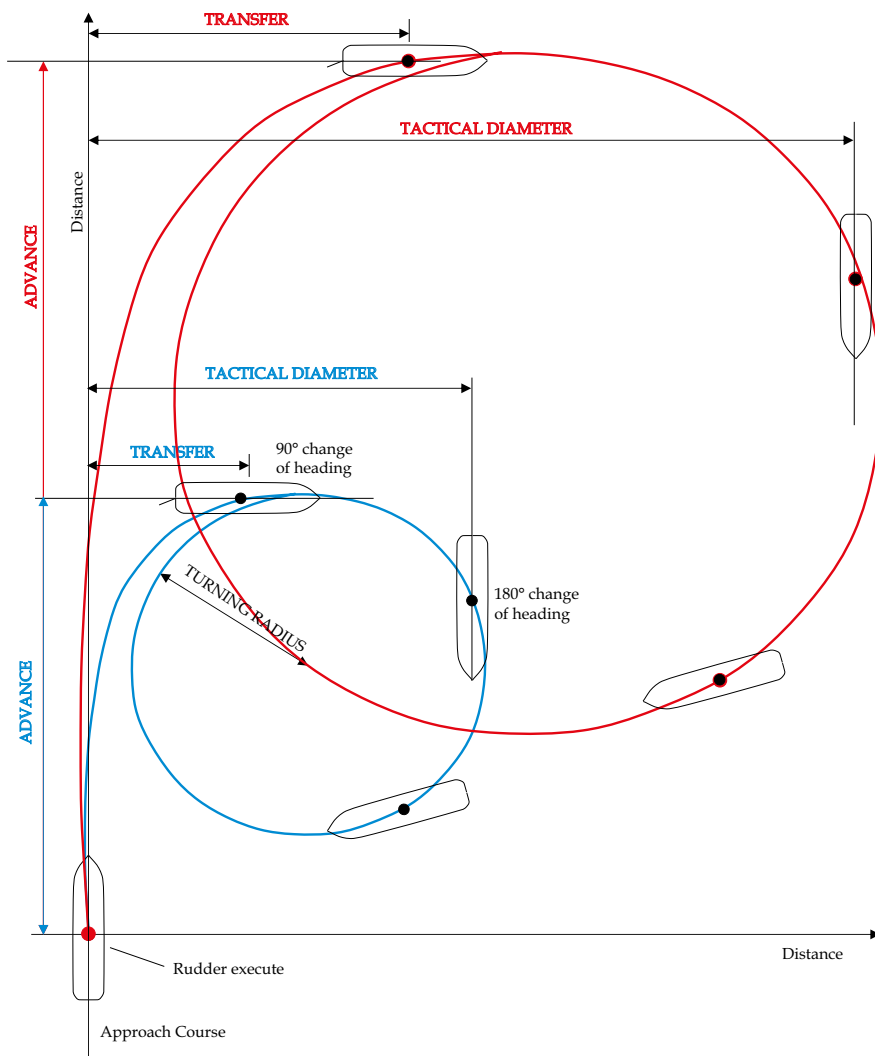 TRANSFER
TACTICAL DIAMETER
Distance
ADVANCE
TACTICAL DIAMETER
TRANSFER
90° change
of heading
TURNING RADIUS
180° change
of heading
ADVANCE
Distance
Rudder execute
Approach Course